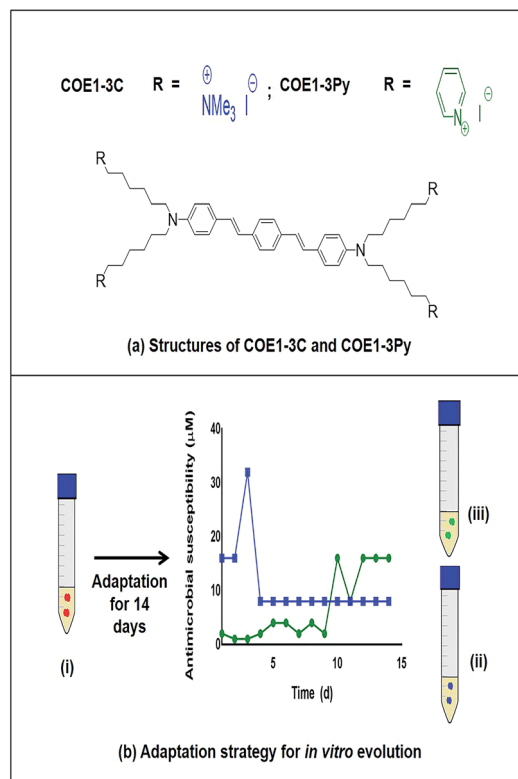 COE1-3C R = ⊕ NMe3 I ⊖ ; COE1-3Py R = N+ I ⊖
R R
N N
R R
(a) Structures of COE1-3C and COE1-3Py
Antimicrobial susceptibility (μM)
40
30
20
10
0
5 10 15
Time (d)
Adaptation
for 14
days
(i)
(iii)
(ii)
(b) Adaptation strategy for in vitro evolution